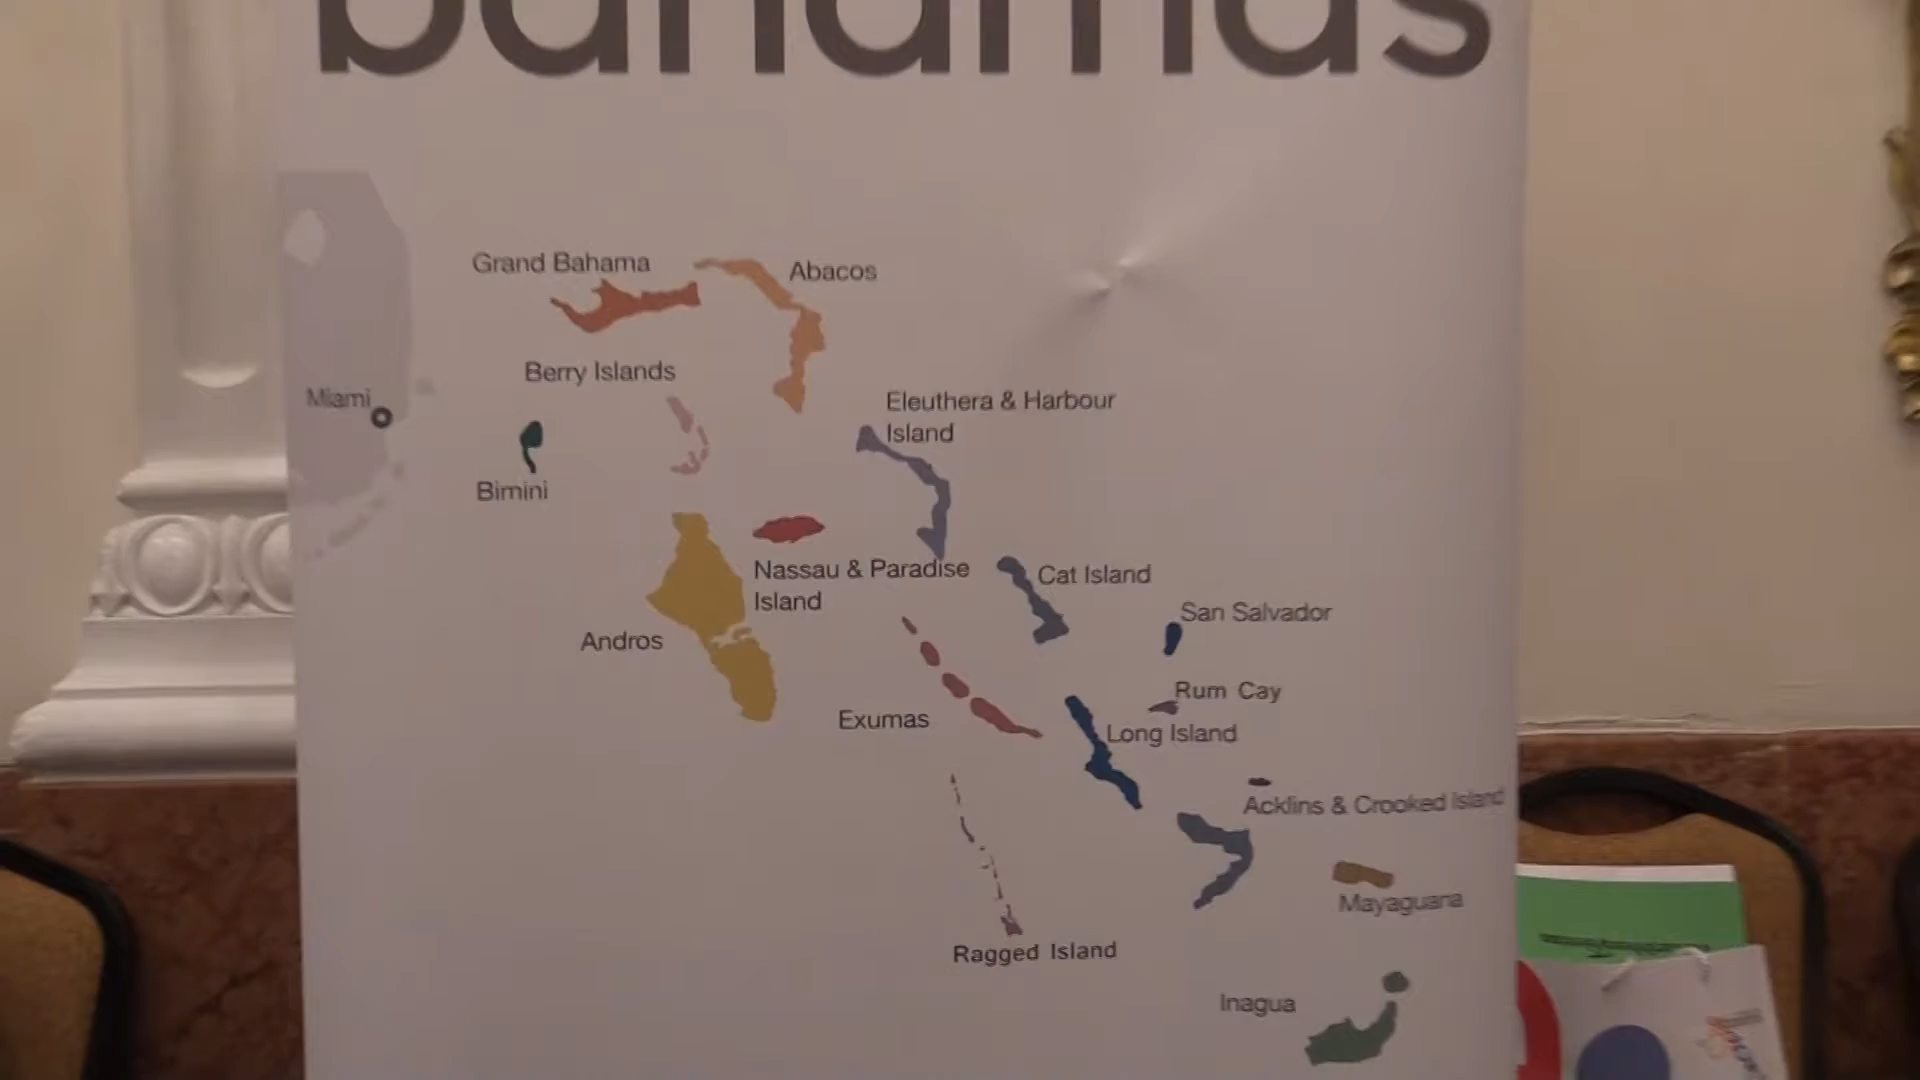 bahamas
Grand Bahama
Abacos
Berry Islands
Miami
Eleuthera & Harbour
Island
Bimini
Nassau & Paradise
Island
Cat Island
San Salvador
Andros
Rum Cay
Exumas
Long Island
Acklins & Crooked Island
Mayaguana
Ragged Island
Inagua